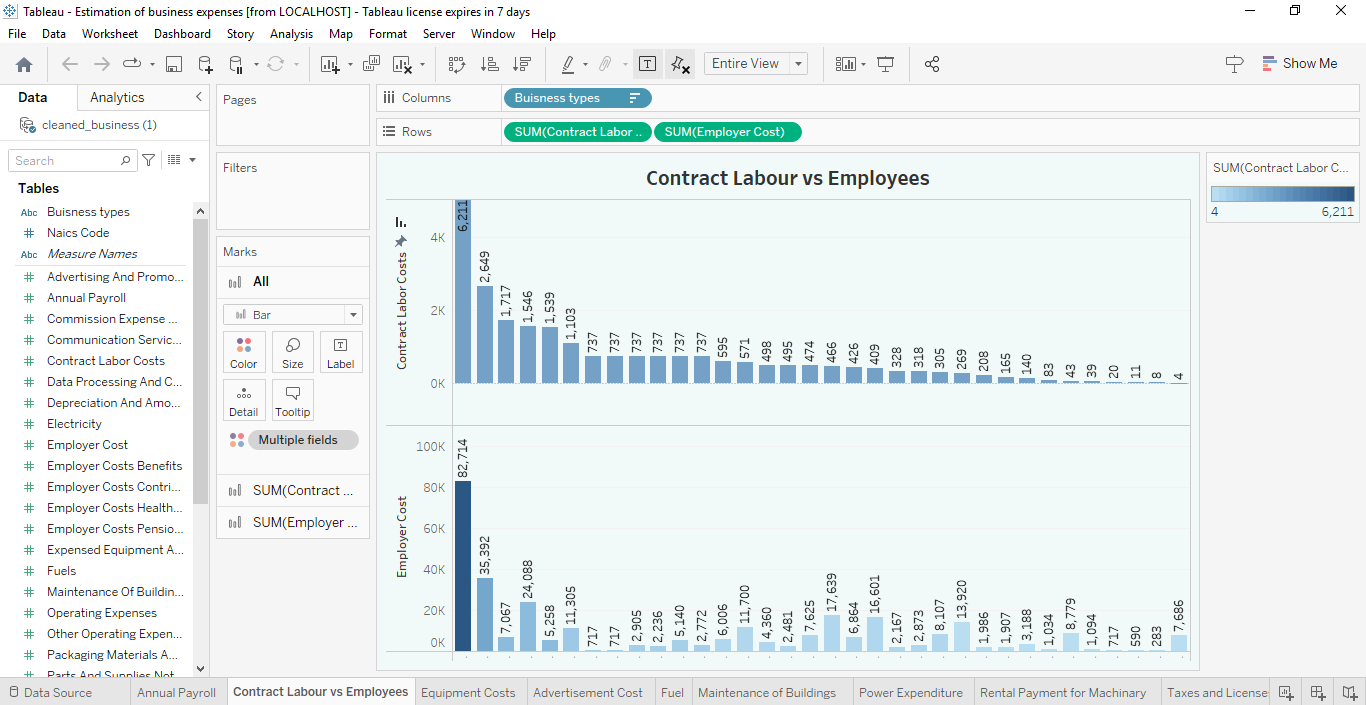 Tableau - Estimation of business expenses [from LOCALHOST] - Tableau license expires in 7 days
File Data Worksheet Dashboard Story Analysis Map Format Server Window Help
Entire View
Show Me
Data Analytics
cleaned_business (1)
Search
Tables
Abc Buisness types
# Naics Code
Abc Measure Names
# Advertising And Promo...
# Annual Payroll
# Commission Expense ...
# Communication Servic...
# Contract Labor Costs
# Data Processing And C...
# Depreciation And Amo...
# Electricity
# Employer Cost
# Employer Costs Benefits
# Employer Costs Contri...
# Employer Costs Health...
# Employer Costs Pensio...
# Expensed Equipment A...
# Fuels
# Maintenance Of Buildin...
# Operating Expenses
# Other Operating Expen...
# Packaging Materials A...
# Parts And Supplies Not
Pages
Filters
Marks
All
Bar
Color Size Label
Detail Tooltip
Multiple fields
SUM(Contract ...
SUM(Employer ...
Columns Buisness types
Rows SUM(Contract Labor .. SUM(Employer Cost)
Contract Labour vs Employees
Contract Labor Costs
4K
2K
0K
6,211 2,649 1,717 1,546 1,539 1,103 737 737 737 737 737 737 595 571 498 495 474 466 426 409 328 318 305 269 208 165 140 83 43 39 20 11 8 4
Employer Cost
100K
80K
60K
40K
20K
0K
82,714 35,392 7,067 24,088 5,258 11,305 717 717 2,905 2,236 5,140 2,772 6,006 11,700 4,360 2,481 7,625 17,639 6,864 16,601 2,167 2,873 8,107 13,920 1,986 1,907 3,188 1,034 8,779 1,094 717 590 283 7,686
SUM(Contract Labor C...
4 6,211
Data Source Annual Payroll Contract Labour vs Employees Equipment Costs Advertisement Cost Fuel Maintenance of Buildings Power Expenditure Rental Payment for Machinery Taxes and License